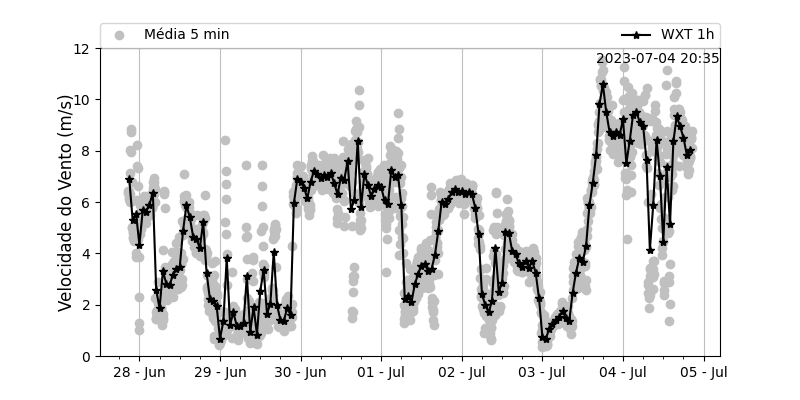 Média 5 min
WXT 1h
2023-07-04 20:35
Velocidade do Vento (m/s)
12
10
8
6
4
2
0
28 - Jun
29 - Jun
30 - Jun
01 - Jul
02 - Jul
03 - Jul
04 - Jul
05 - Jul